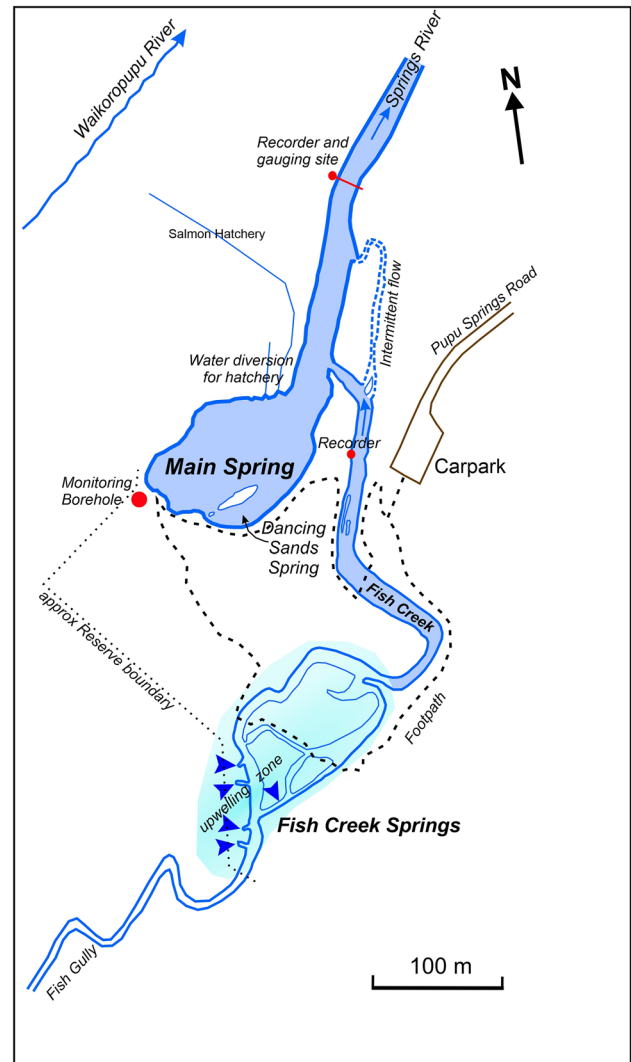 Waikoropupu River
Springs River
N
Recorder and
gauging site
Salmon Hatchery
Intermittent flow
Pupu Springs Road
Water diversion
for hatchery
Main Spring
Recorder
Carpark
Monitoring
Borehole
Dancing
Sands
Spring
Fish Creek
approx Reserve boundary
Footpath
upwelling zone
Fish Creek Springs
Fish Gully
100 m